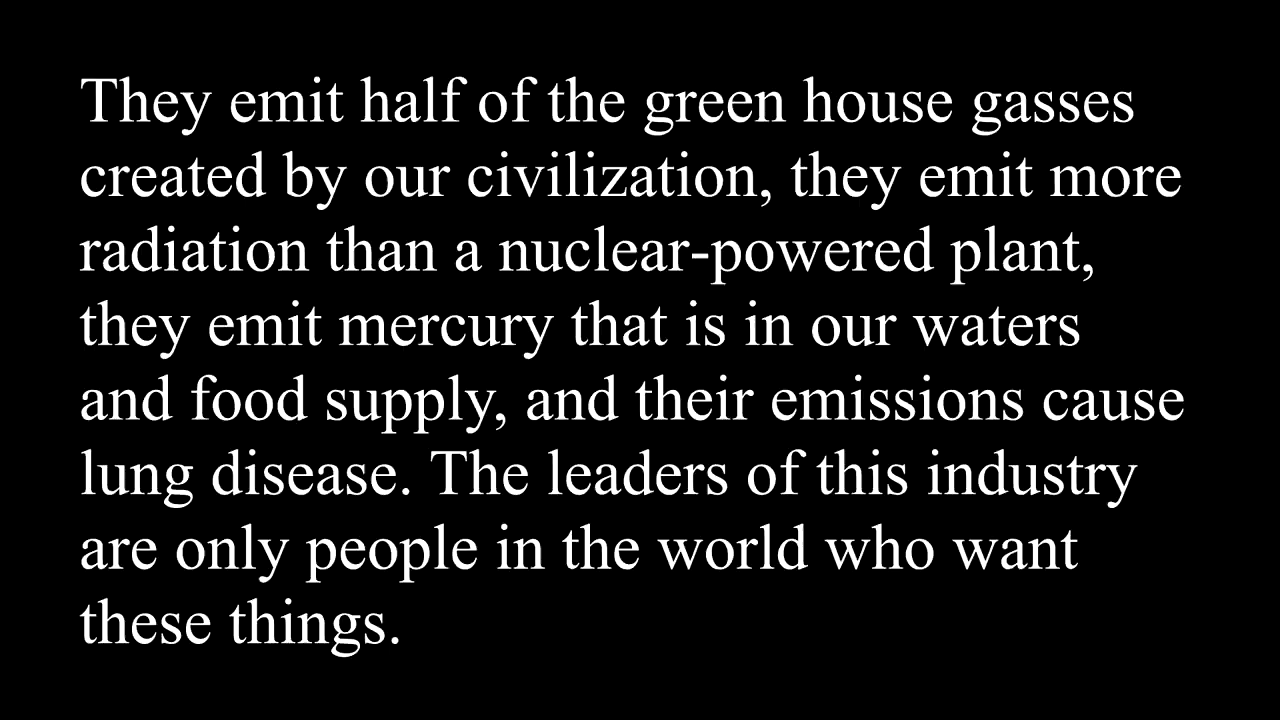 They emit half of the green house gasses
created by our civilization, they emit more
radiation than a nuclear-powered plant,
they emit mercury that is in our waters
and food supply, and their emissions cause
lung disease. The leaders of this industry
are only people in the world who want
these things.